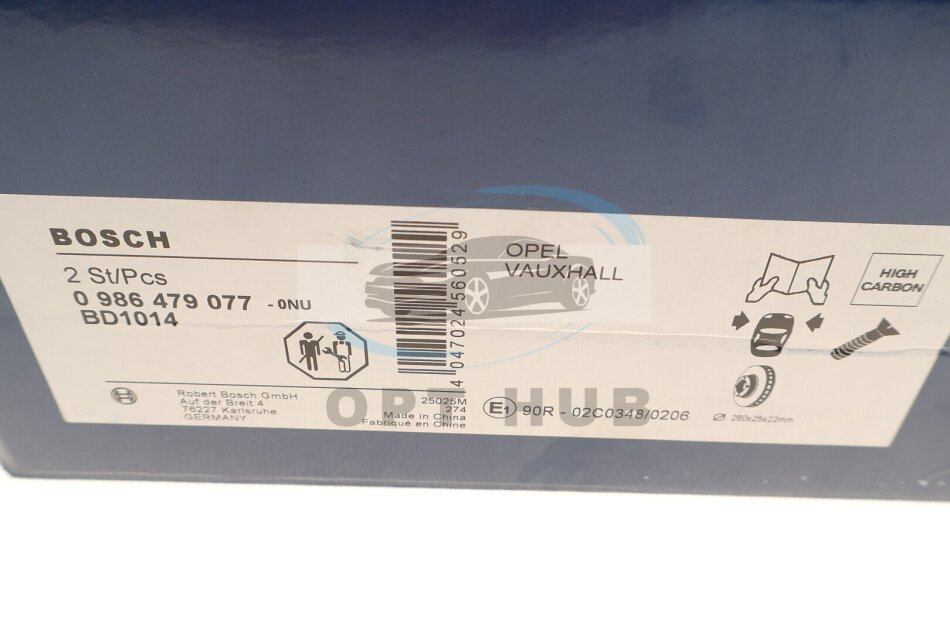 BOSCH
2 St/Pcs
0 986 479 077 - 0NU
BD1014
Robert Bosch GmbH
Auf der Breit 4
76227 Karlsruhe
GERMANY
4 047024 560529
25025M
274
Made in China
Fabriqué en Chine
OPEL
VAUXHALL
E1 90R - 02C0348/0206
HIGH
CARBON
Ø 280x25x22mm
HUB